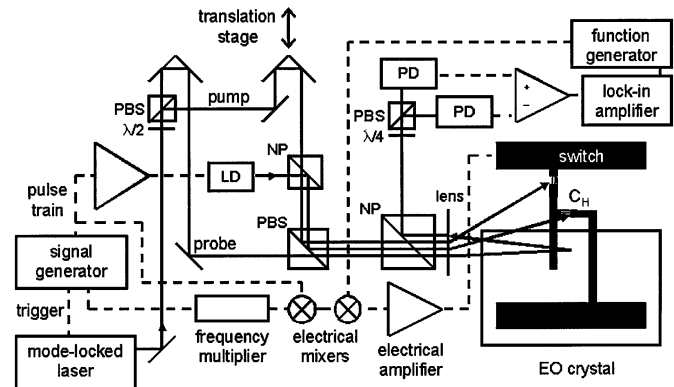 translation
stage
function
generator
PD
PBS
pump
PBS
PD
+
−
lock-in
amplifier
λ/2
λ/4
NP
switch
pulse
train
LD
NP
lens
C_H
PBS
signal
generator
probe
trigger
mode-locked
laser
frequency
multiplier
electrical
mixers
electrical
amplifier
EO crystal